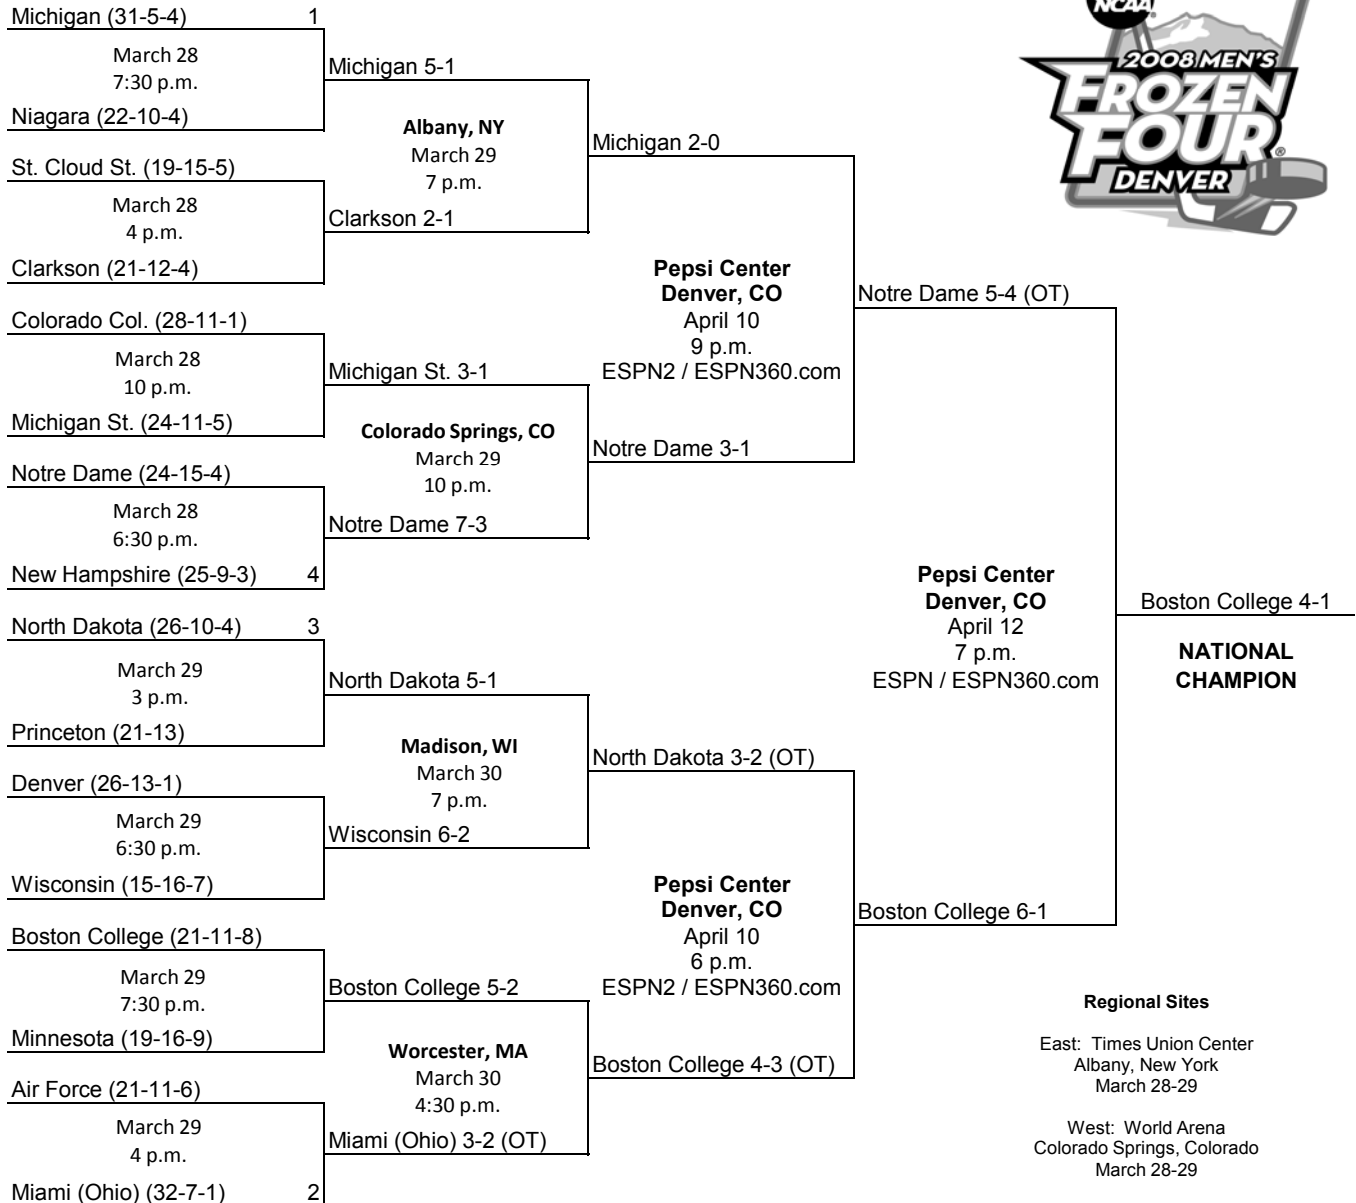 Michigan (31-5-4) 1
March 28
7:30 p.m.
Niagara (22-10-4)
St. Cloud St. (19-15-5)
March 28
4 p.m.
Clarkson (21-12-4)
Colorado Col. (28-11-1)
March 28
10 p.m.
Michigan St. (24-11-5)
Notre Dame (24-15-4)
March 28
6:30 p.m.
New Hampshire (25-9-3) 4
North Dakota (26-10-4) 3
March 29
3 p.m.
Princeton (21-13)
Denver (26-13-1)
March 29
6:30 p.m.
Wisconsin (15-16-7)
Boston College (21-11-8)
March 29
7:30 p.m.
Minnesota (19-16-9)
Air Force (21-11-6)
March 29
4 p.m.
Miami (Ohio) (32-7-1) 2
Michigan 5-1
Albany, NY
March 29
7 p.m.
Clarkson 2-1
Michigan St. 3-1
Colorado Springs, CO
March 29
10 p.m.
Notre Dame 7-3
North Dakota 5-1
Madison, WI
March 30
7 p.m.
Wisconsin 6-2
Boston College 5-2
Worcester, MA
March 30
4:30 p.m.
Miami (Ohio) 3-2 (OT)
Michigan 2-0
Pepsi Center
Denver, CO
April 10
9 p.m.
ESPN2 / ESPN360.com
Notre Dame 3-1
North Dakota 3-2 (OT)
Pepsi Center
Denver, CO
April 10
6 p.m.
ESPN2 / ESPN360.com
Boston College 4-3 (OT)
Notre Dame 5-4 (OT)
Pepsi Center
Denver, CO
April 12
7 p.m.
ESPN / ESPN360.com
Boston College 6-1
Boston College 4-1
NATIONAL
CHAMPION
NCAA
2008 MEN'S
FROZEN
FOUR
DENVER
Regional Sites
East: Times Union Center
Albany, New York
March 28-29
West: World Arena
Colorado Springs, Colorado
March 28-29